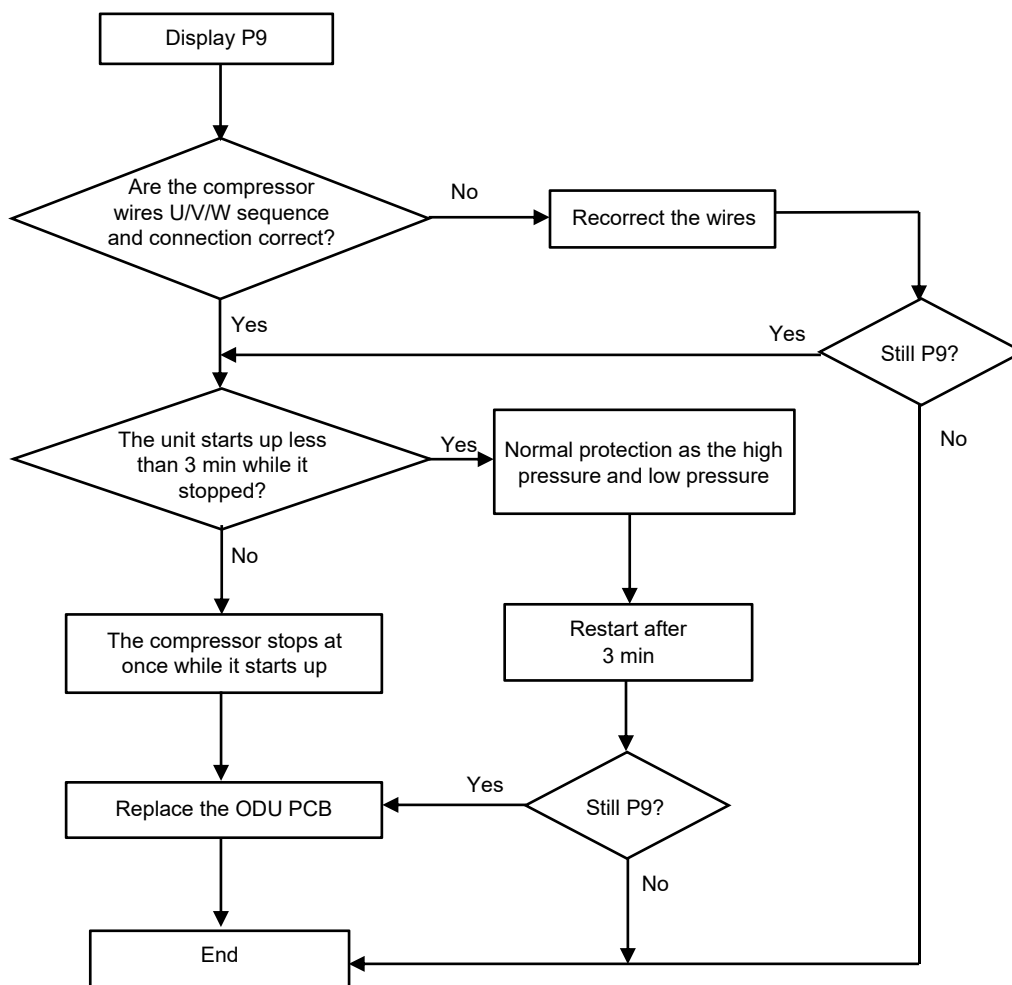 Display P9
Are the compressor
wires U/V/W sequence
and connection correct?
No
Recorrect the wires
Yes
Yes
Still P9?
No
The unit starts up less
than 3 min while it
stopped?
Yes
Normal protection as the high
pressure and low pressure
No
The compressor stops at
once while it starts up
Restart after
3 min
Replace the ODU PCB
Yes
Still P9?
No
End